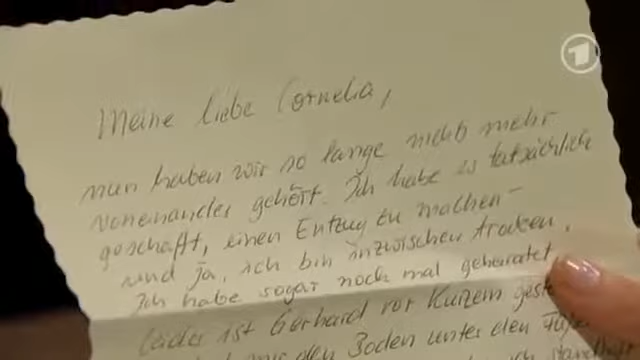 Meine liebe Cornelia,
nun haben wir so lange nichts mehr
voneinander gehört. Ich habe es tatsächlich
geschafft, einen Entzug zu machen -
und ja, ich bin inzwischen trocken.
Ich habe sogar noch mal geheiratet.
Leider ist Gerhard vor Kurzem
mir den Boden unter den
1